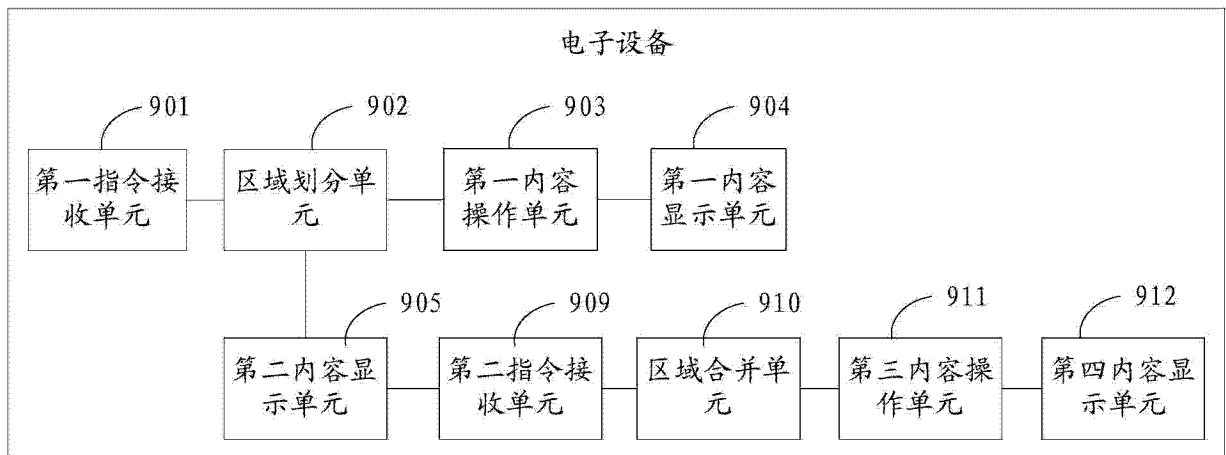 电子设备
901
902
903
904
第一指令接
收单元
区域划分单
元
第一内容
操作单元
第一内容
显示单元
905
909
910
911
912
第二内容显
示单元
第二指令接
收单元
区域合并单
元
第三内容操
作单元
第四内容显
示单元